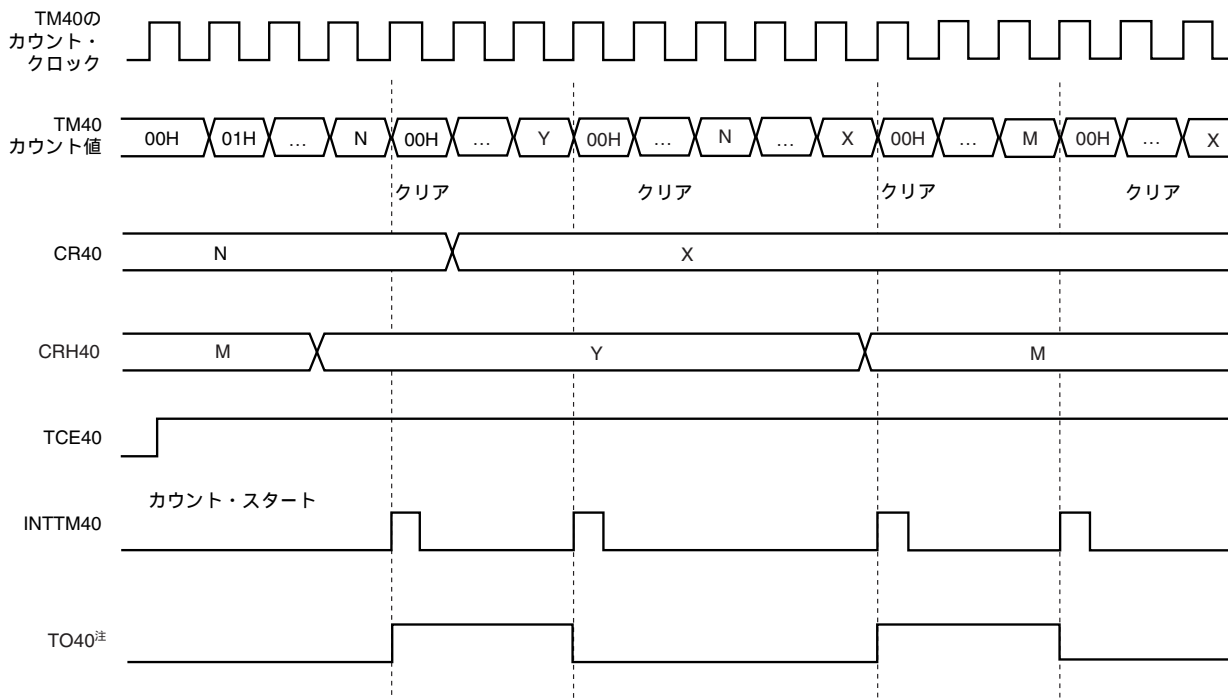 TM40の
カウント・
クロック
TM40
カウント値
00H 01H … N 00H … Y 00H … N … X 00H … M 00H … X
クリア クリア クリア クリア
CR40 N X
CRH40 M Y M
TCE40
カウント・スタート
INTTM40
TO40注